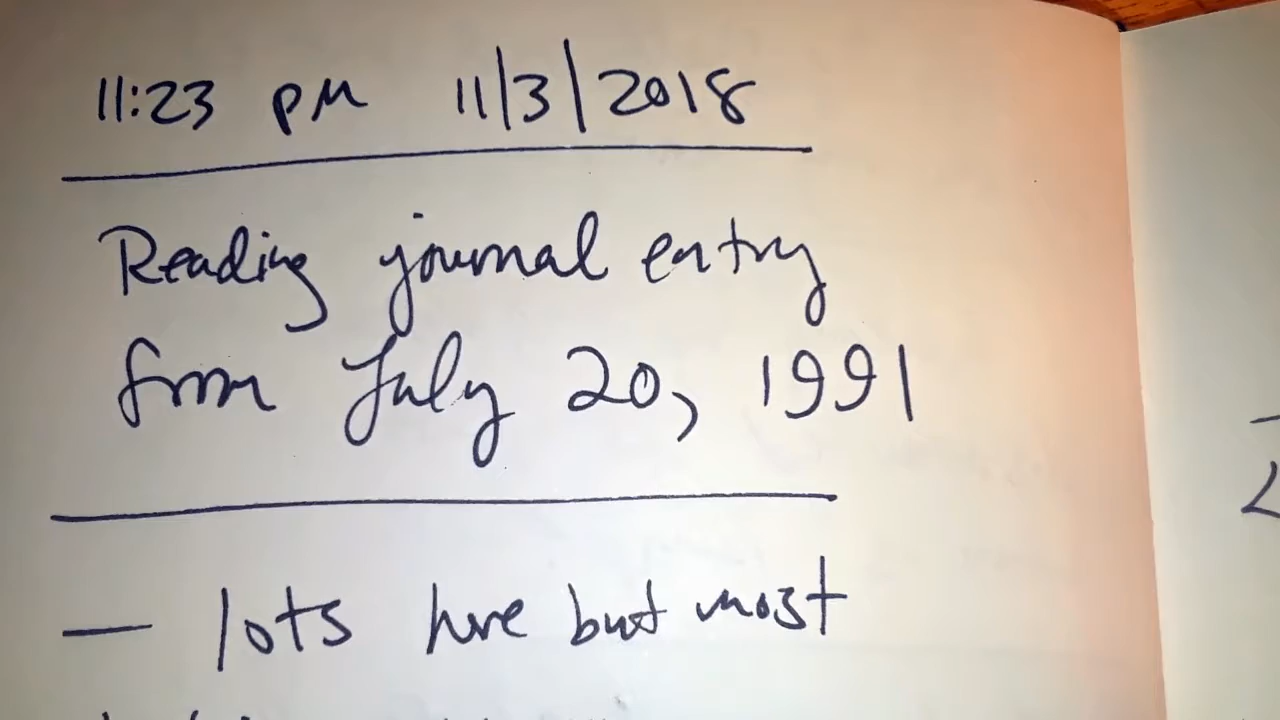 11:23 PM 11/3/2018
Reading journal entry
from July 20, 1991
— lots here but most